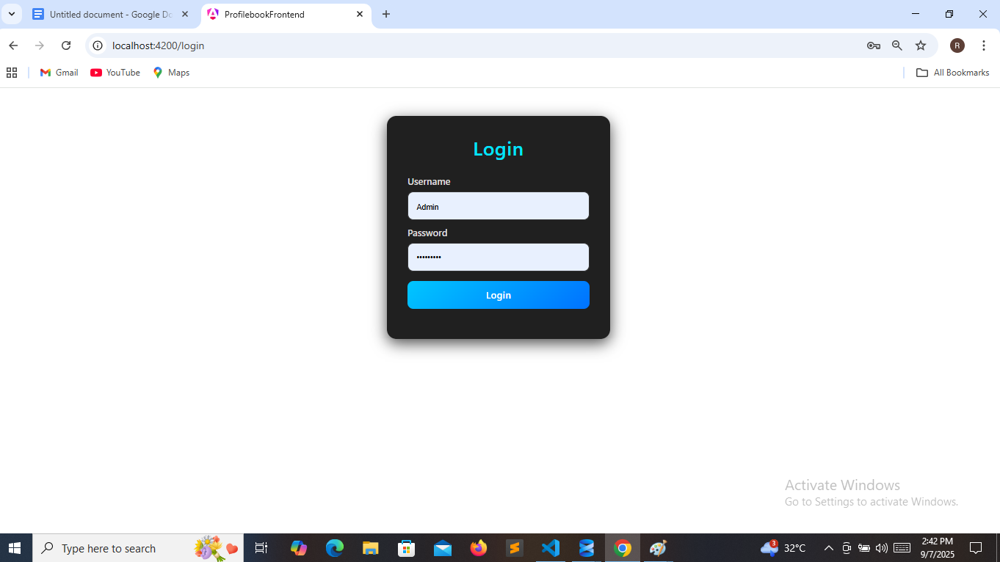 Untitled document - Google Do
ProfilebookFrontend
localhost:4200/login
R
Gmail
YouTube
Maps
All Bookmarks
Login
Username
Admin
Password
•••••••••
Login
Activate Windows
Go to Settings to activate Windows.
Type here to search
3
32°C
2:42 PM
9/7/2025